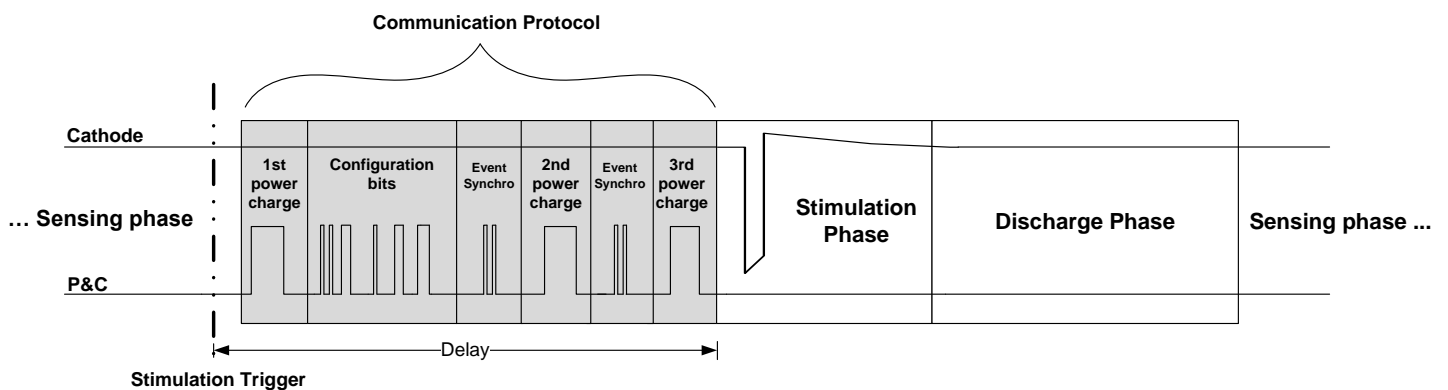 Communication Protocol
Cathode
1st
power
charge
Configuration
bits
Event
Synchro
2nd
power
charge
Event
Synchro
3rd
power
charge
... Sensing phase
Stimulation
Phase
Discharge Phase
Sensing phase ...
P&C
Delay
Stimulation Trigger